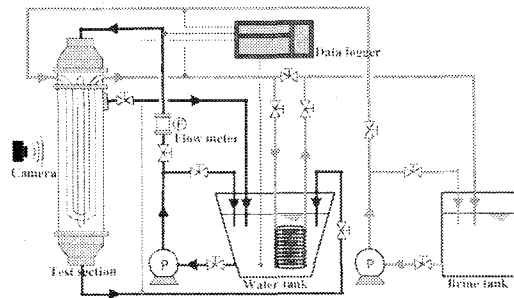 Data logger
Flow meter
Camera
Test section
P
Water tank
P
Brine tank